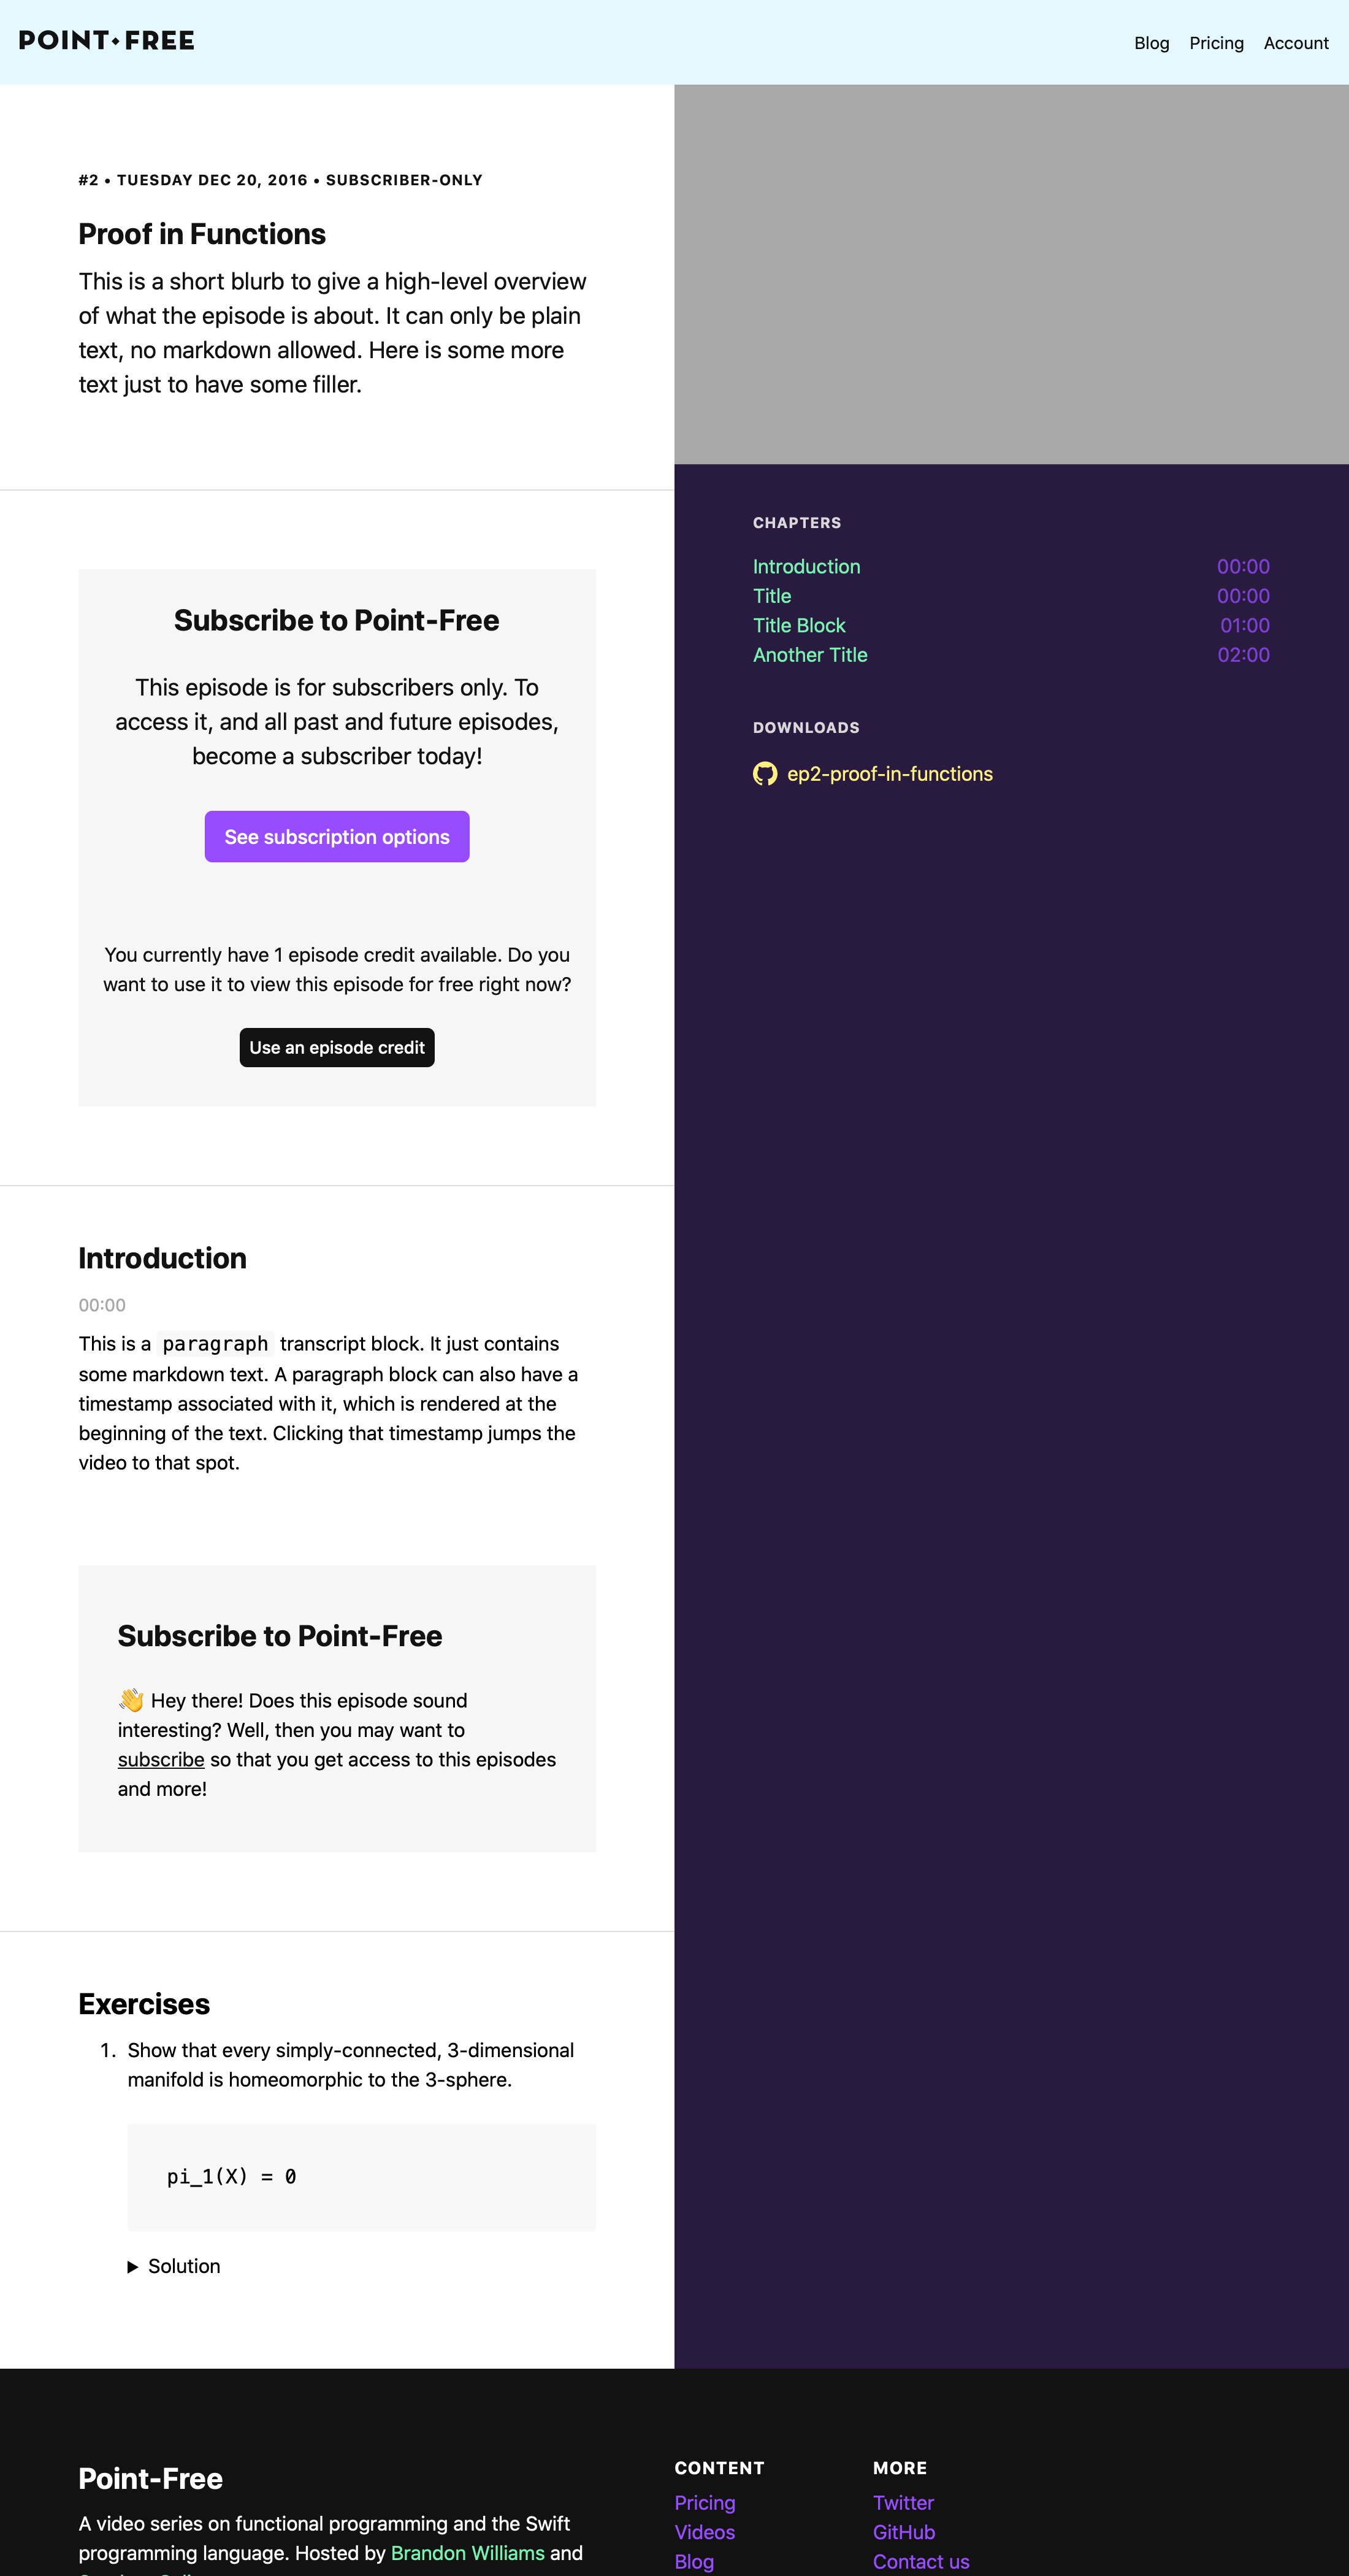 POINT•FREE
Blog Pricing Account
#2 • TUESDAY DEC 20, 2016 • SUBSCRIBER-ONLY
Proof in Functions
This is a short blurb to give a high-level overview
of what the episode is about. It can only be plain
text, no markdown allowed. Here is some more
text just to have some filler.
Subscribe to Point-Free
This episode is for subscribers only. To
access it, and all past and future episodes,
become a subscriber today!
See subscription options
You currently have 1 episode credit available. Do you
want to use it to view this episode for free right now?
Use an episode credit
Introduction
00:00
This is a paragraph transcript block. It just contains
some markdown text. A paragraph block can also have a
timestamp associated with it, which is rendered at the
beginning of the text. Clicking that timestamp jumps the
video to that spot.
Subscribe to Point-Free
👋 Hey there! Does this episode sound
interesting? Well, then you may want to
subscribe so that you get access to this episodes
and more!
Exercises
1. Show that every simply-connected, 3-dimensional
manifold is homeomorphic to the 3-sphere.
pi_1(X) = 0
▶ Solution
CHAPTERS
Introduction 00:00
Title 00:00
Title Block 01:00
Another Title 02:00
DOWNLOADS
ep2-proof-in-functions
Point-Free
A video series on functional programming and the Swift
programming language. Hosted by Brandon Williams and
CONTENT
Pricing
Videos
Blog
MORE
Twitter
GitHub
Contact us